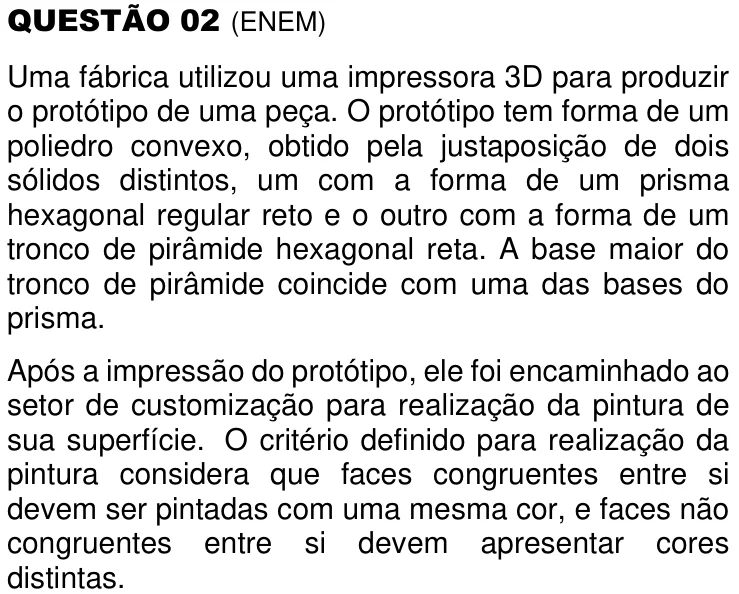 QUESTÃO 02 (ENEM)
Uma fábrica utilizou uma impressora 3D para produzir
o protótipo de uma peça. O protótipo tem forma de um
poliedro convexo, obtido pela justaposição de dois
sólidos distintos, um com a forma de um prisma
hexagonal regular reto e o outro com a forma de um
tronco de pirâmide hexagonal reta. A base maior do
tronco de pirâmide coincide com uma das bases do
prisma.
Após a impressão do protótipo, ele foi encaminhado ao
setor de customização para realização da pintura de
sua superfície. O critério definido para realização da
pintura considera que faces congruentes entre si
devem ser pintadas com uma mesma cor, e faces não
congruentes entre si devem apresentar cores
distintas.